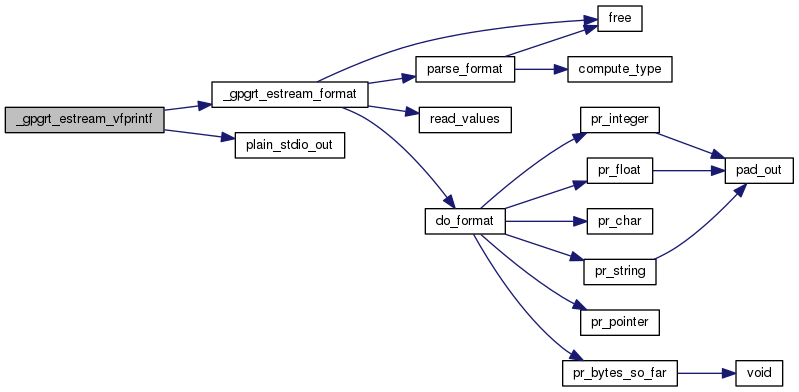 free
parse_format
compute_type
_gpgrt_estream_format
_gpgrt_estream_vfprintf
read_values
plain_stdio_out
pr_integer
pr_float
pad_out
do_format
pr_char
pr_string
pr_pointer
pr_bytes_so_far
void